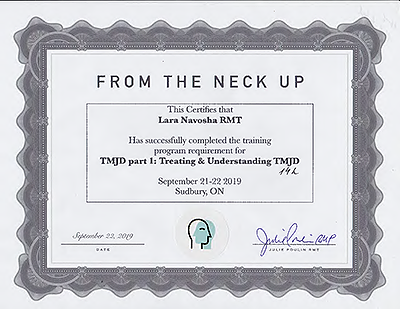 FROM THE NECK UP
This Certifies that
Lara Navosha RMT
Has successfully completed the training
program requirement for
TMJD part 1: Treating & Understanding TMJD
14h
September 21-22 2019
Sudbury, ON
September 22, 2019
Julie Poulin RMT
DATE
JULIE POULIN RMT